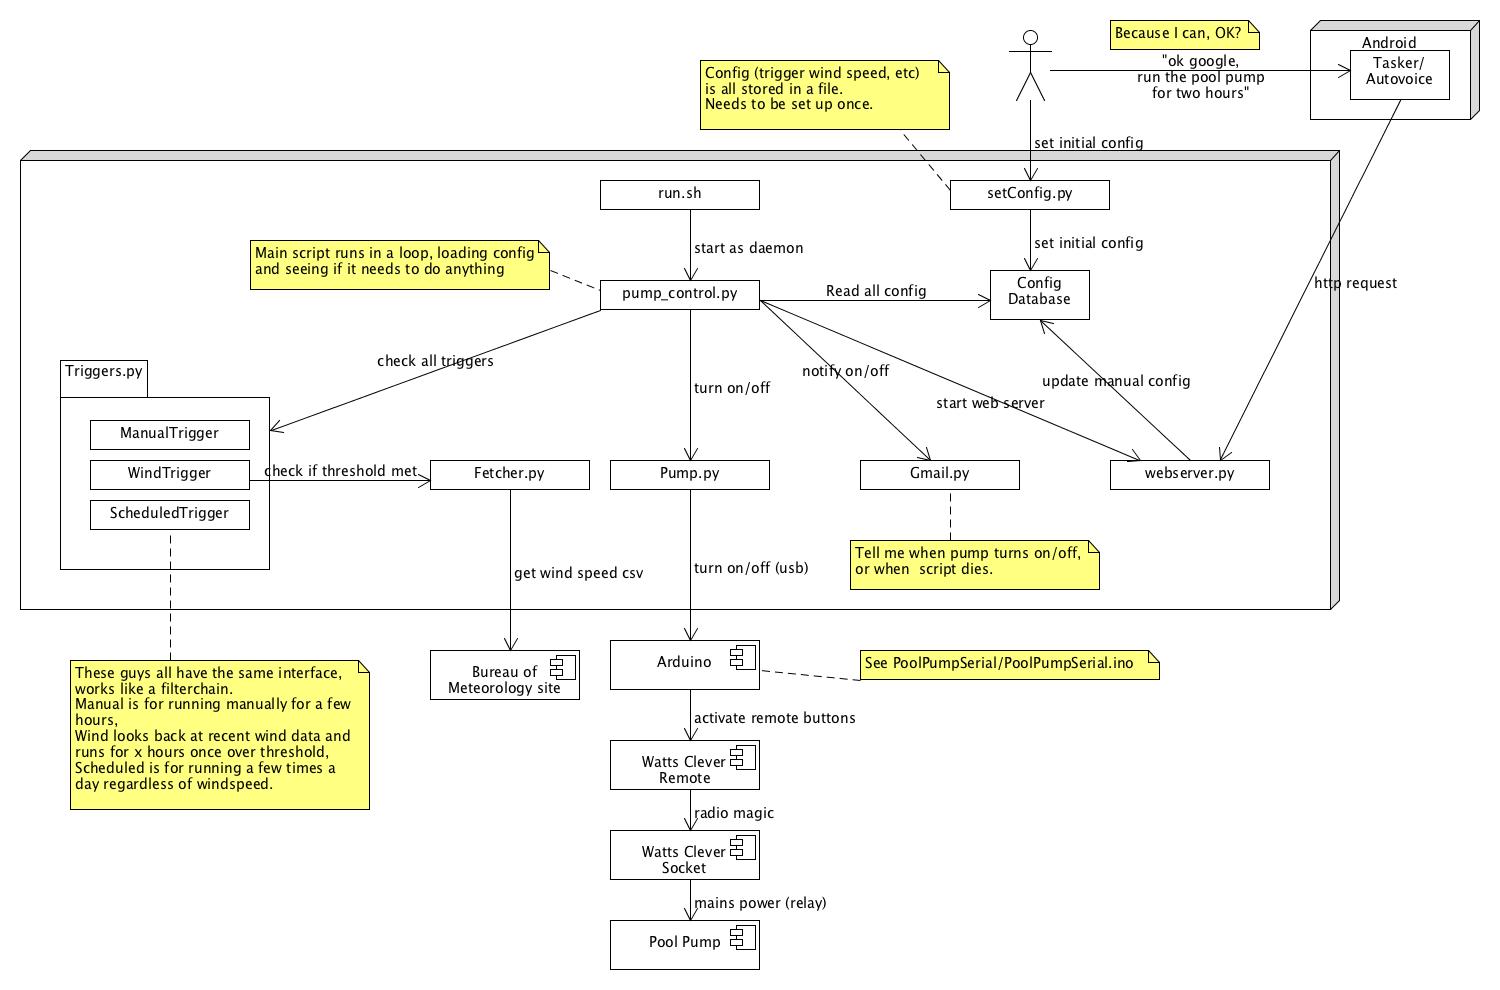 Because I can, OK?
Android
"ok google,
run the pool pump
for two hours"
Tasker/
Autovoice
Config (trigger wind speed, etc)
is all stored in a file.
Needs to be set up once.
set initial config
run.sh
setConfig.py
start as daemon
set initial config
Main script runs in a loop, loading config
and seeing if it needs to do anything
pump_control.py
Read all config
Config
Database
http request
check all triggers
turn on/off
notify on/off
start web server
update manual config
Triggers.py
ManualTrigger
WindTrigger
ScheduledTrigger
check if threshold met
Fetcher.py
Pump.py
Gmail.py
webserver.py
Tell me when pump turns on/off,
or when  script dies.
get wind speed csv
turn on/off (usb)
These guys all have the same interface,
works like a filterchain.
Manual is for running manually for a few
hours,
Wind looks back at recent wind data and
runs for x hours once over threshold,
Scheduled is for running a few times a
day regardless of windspeed.
Bureau of
Meteorology site
Arduino
See PoolPumpSerial/PoolPumpSerial.ino
activate remote buttons
Watts Clever
Remote
radio magic
Watts Clever
Socket
mains power (relay)
Pool Pump